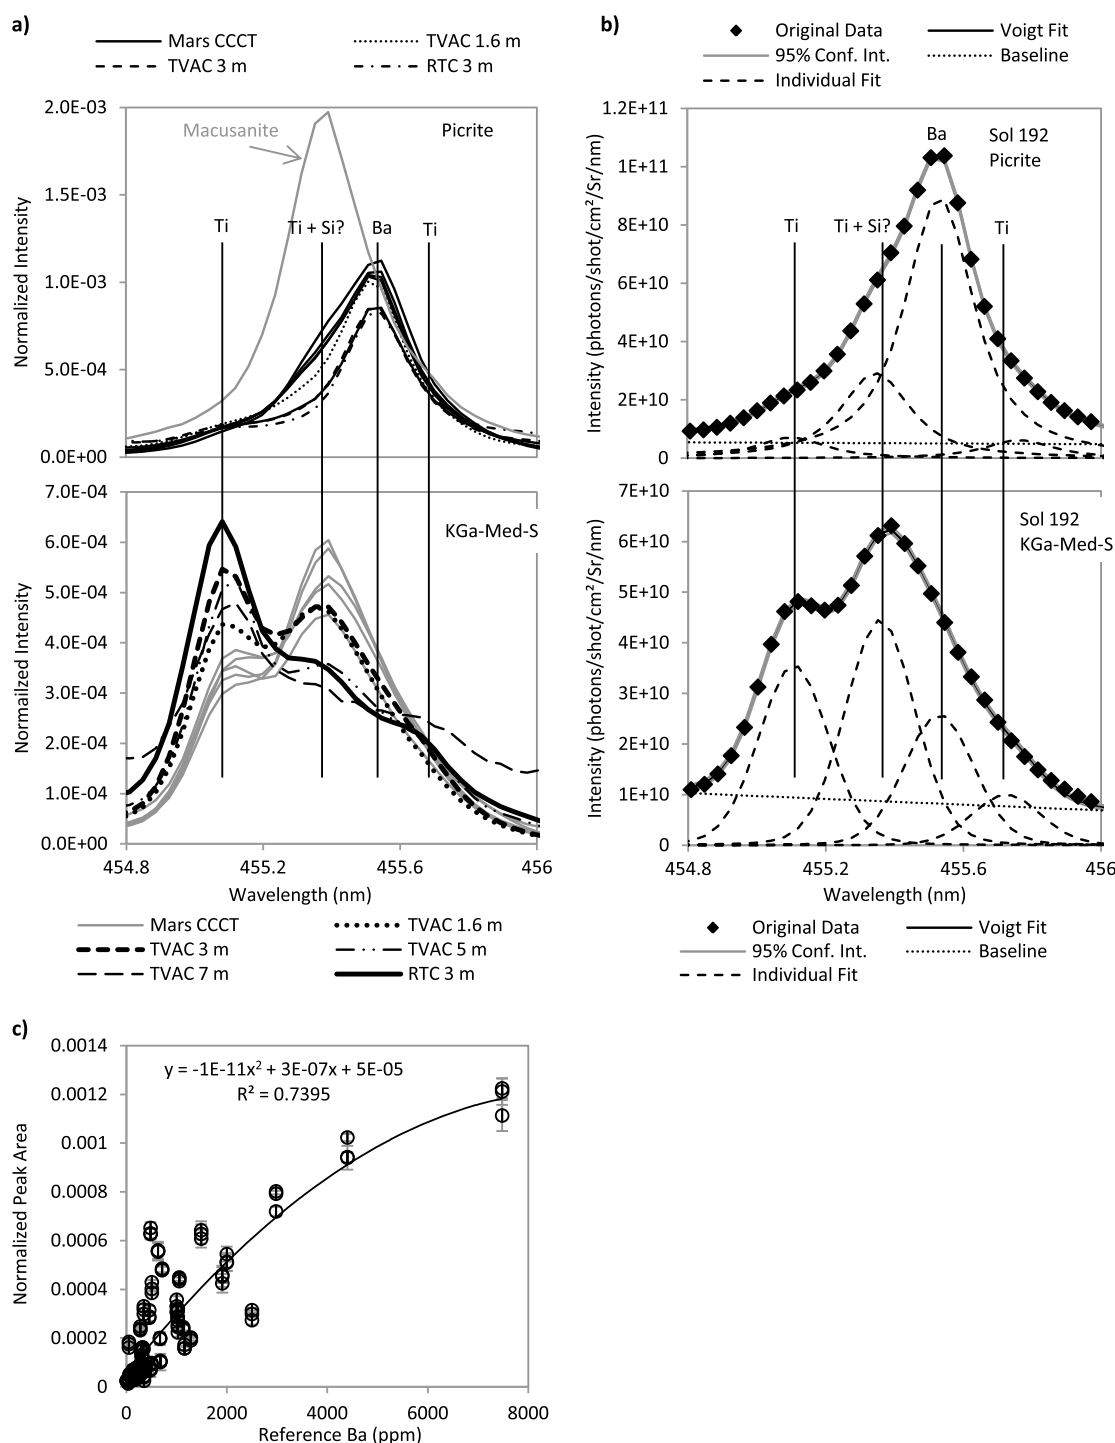 a)
Mars CCCT
TVAC 1.6 m
TVAC 3 m
RTC 3 m
2.0E-03
1.5E-03
1.0E-03
5.0E-04
0.0E+00
Normalized Intensity
Macusanite
Picrite
Ti
Ti + Si?
Ba
Ti
7.0E-04
6.0E-04
5.0E-04
4.0E-04
3.0E-04
2.0E-04
1.0E-04
0.0E+00
Normailzed Intensity
KGa-Med-S
454.8
455.2
455.6
456
Wavelength (nm)
Mars CCCT
TVAC 1.6 m
TVAC 3 m
TVAC 5 m
TVAC 7 m
RTC 3 m
b)
Original Data
Voigt Fit
95% Conf. Int.
Baseline
Individual Fit
1.2E+11
1E+11
8E+10
6E+10
4E+10
2E+10
0
Intensity (photons/shot/cm²/Sr/nm)
Sol 192
Picrite
Ti
Ti + Si?
Ba
Ti
7E+10
6E+10
5E+10
4E+10
3E+10
2E+10
1E+10
0
Intensity (photons/shot/cm²/Sr/nm)
Sol 192
KGa-Med-S
454.8
455.2
455.6
456
Wavelength (nm)
Original Data
Voigt Fit
95% Conf. Int.
Baseline
Individual Fit
c)
0.0014
0.0012
0.001
0.0008
0.0006
0.0004
0.0002
0
Normalized Peak Area
y = -1E-11x² + 3E-07x + 5E-05
R² = 0.7395
0
2000
4000
6000
8000
Reference Ba (ppm)